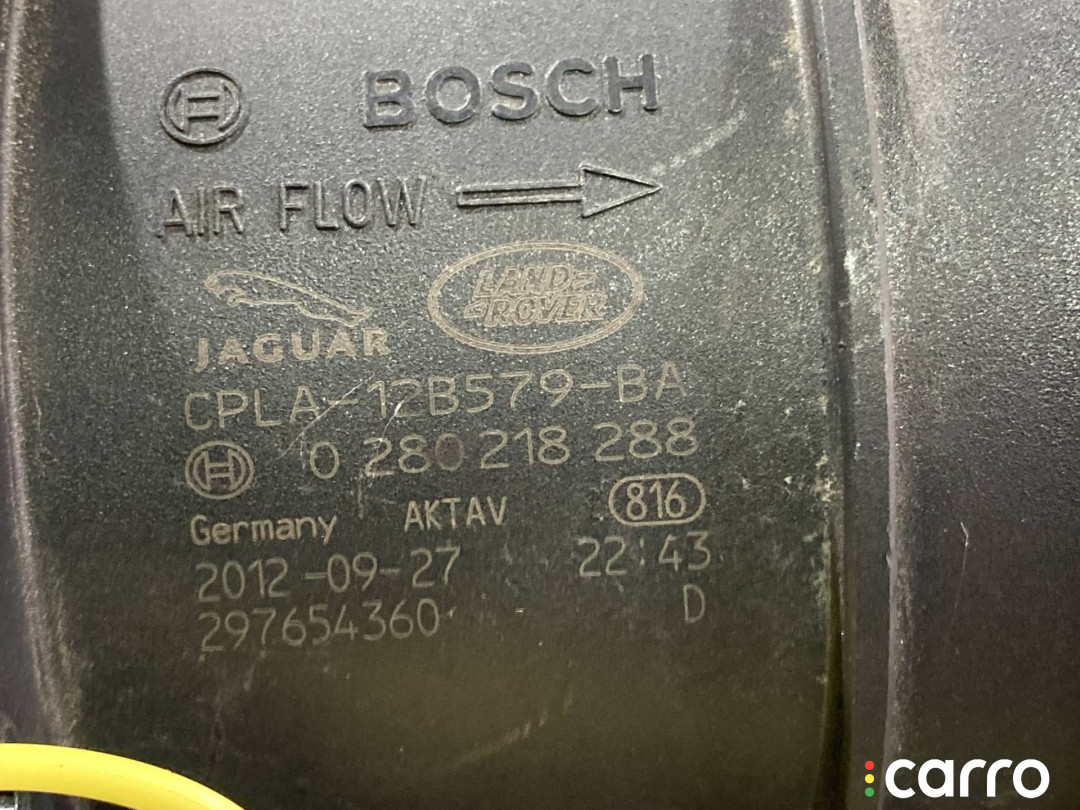 BOSCH
AIR FLOW
JAGUAR
LAND-
-ROVER
CPLA-12B579-BA
0 280 218 288
Germany AKTAV 816
2012-09-27 22:43
297654360 D
carro